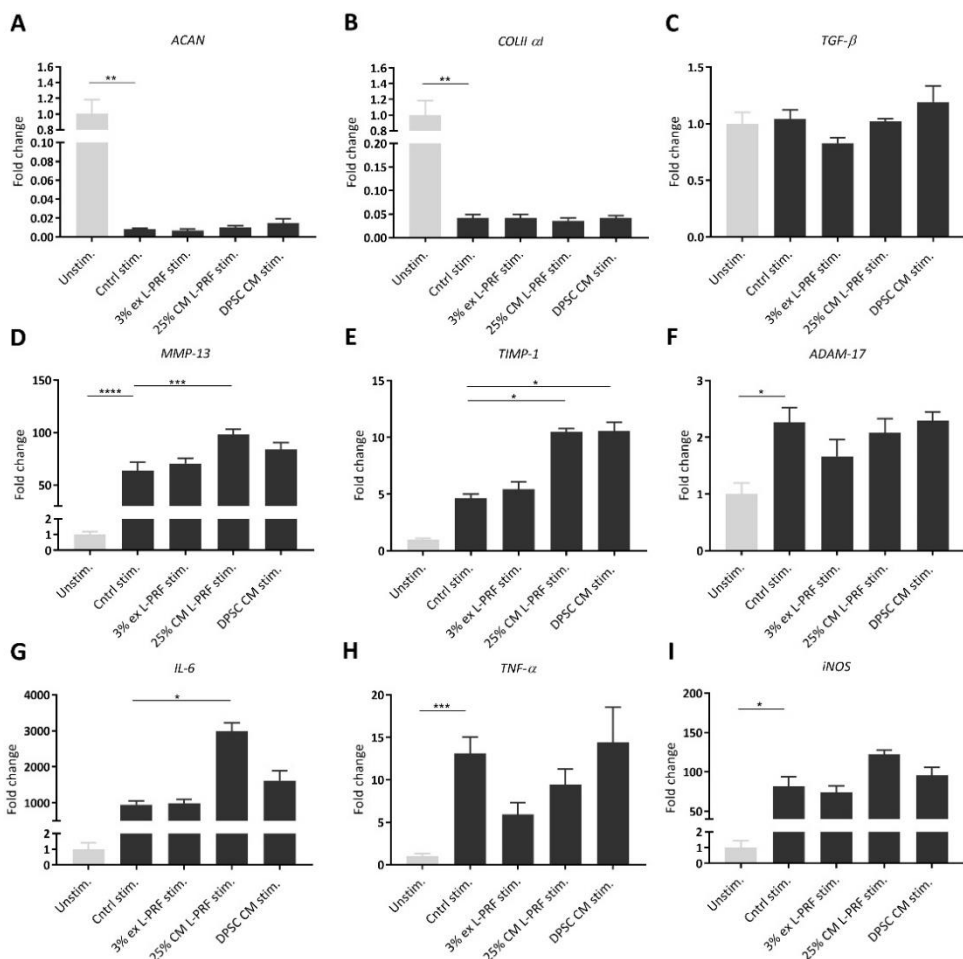 A
ACAN
Fold change
1.6
1.4
1.2
1.0
0.8
0.10
0.08
0.06
0.04
0.02
0.00
**
Unstim.
Cntrl stim.
3% ex L-PRF stim.
25% CM L-PRF stim.
DPSC CM stim.
B
COLII αI
Fold change
1.6
1.4
1.2
1.0
0.8
0.20
0.15
0.10
0.05
0.00
**
Unstim.
Cntrl stim.
3% ex L-PRF stim.
25% CM L-PRF stim.
DPSC CM stim.
C
TGF-β
Fold change
1.5
1.0
0.5
0.0
Unstim.
Cntrl stim.
3% ex L-PRF stim.
25% CM L-PRF stim.
DPSC CM stim.
D
MMP-13
Fold change
150
100
50
2
1
0
****
***
Unstim.
Cntrl stim.
3% ex L-PRF stim.
25% CM L-PRF stim.
DPSC CM stim.
E
TIMP-1
Fold change
15
10
5
0
*
*
Unstim.
Cntrl stim.
3% ex L-PRF stim.
25% CM L-PRF stim.
DPSC CM stim.
F
ADAM-17
Fold change
3
2
1
0
*
Unstim.
Cntrl stim.
3% ex L-PRF stim.
25% CM L-PRF stim.
DPSC CM stim.
G
IL-6
Fold change
4000
3000
2000
1000
2
1
0
*
Unstim.
Cntrl stim.
3% ex L-PRF stim.
25% CM L-PRF stim.
DPSC CM stim.
H
TNF-α
Fold change
20
15
10
5
0
***
Unstim.
Cntrl stim.
3% ex L-PRF stim.
25% CM L-PRF stim.
DPSC CM stim.
I
iNOS
Fold change
200
150
100
50
2
1
0
*
Unstim.
Cntrl stim.
3% ex L-PRF stim.
25% CM L-PRF stim.
DPSC CM stim.